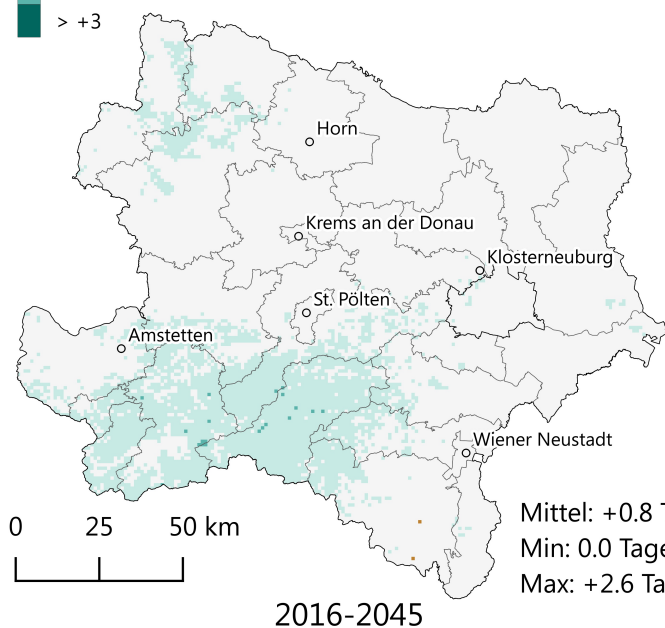 > +3
Horn
Krems an der Donau
Klosterneuburg
St. Pölten
Amstetten
Wiener Neustadt
0 25 50 km
Mittel: +0.8
Min: 0.0 Tage
Max: +2.6
2016-2045